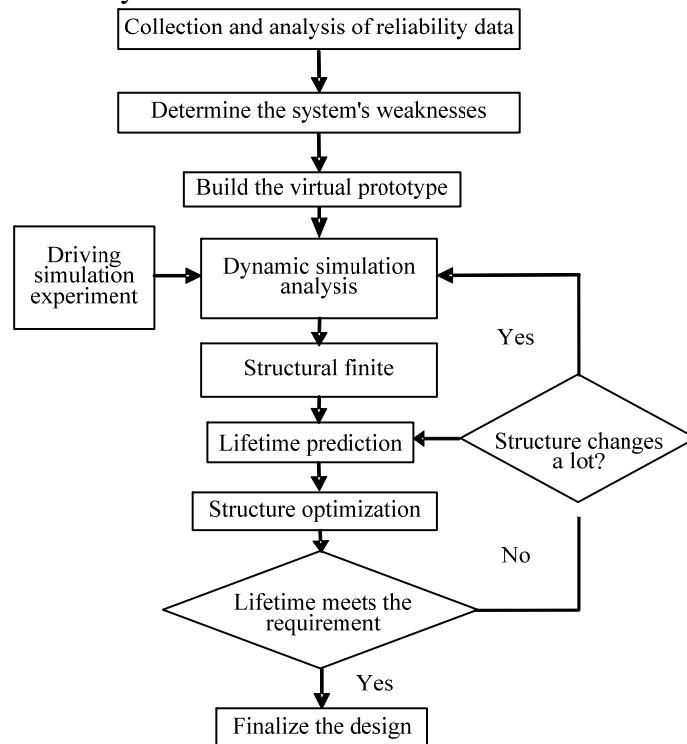 Collection and analysis of reliability data
Determine the system's weaknesses
Build the virtual prototype
Driving
simulation
experiment
Dynamic simulation
analysis
Yes
Structural finite
Lifetime prediction
Structure changes
a lot?
Structure optimization
No
Lifetime meets the
requirement
Yes
Finalize the design